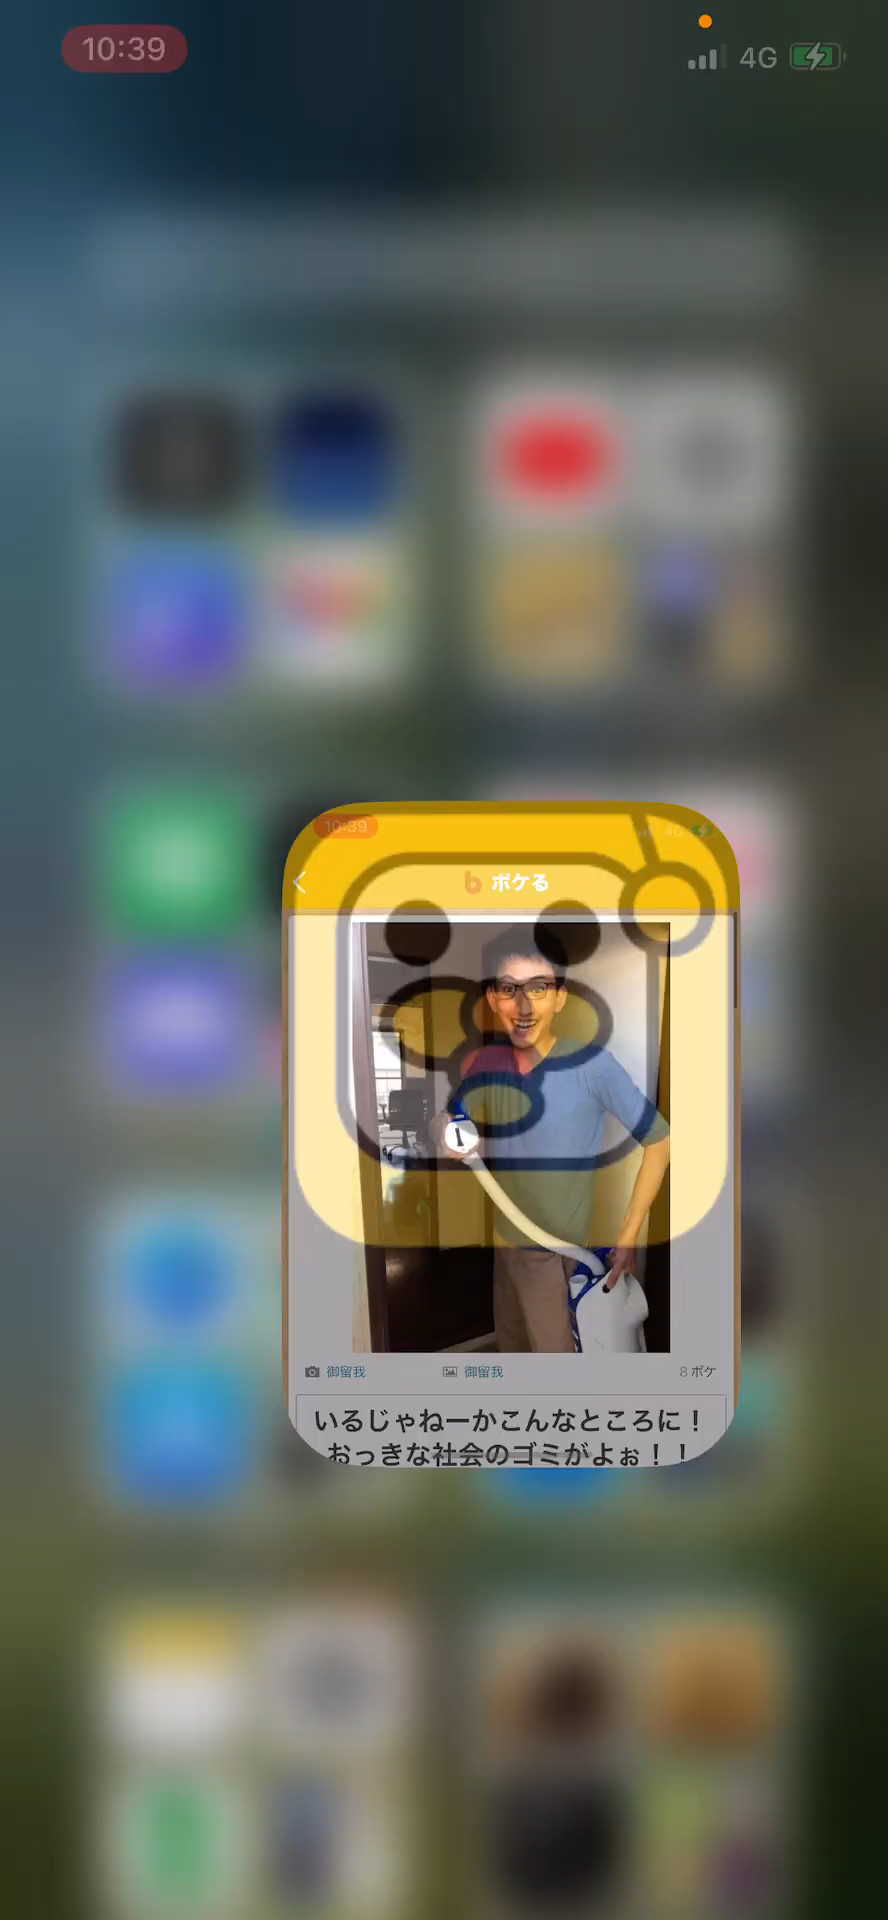 10:39
4G
10:39
4G
ボケる
御留我
御留我
8 ボケ
いるじゃねーかこんなところに！
おっきな社会のゴミがよぉ！！